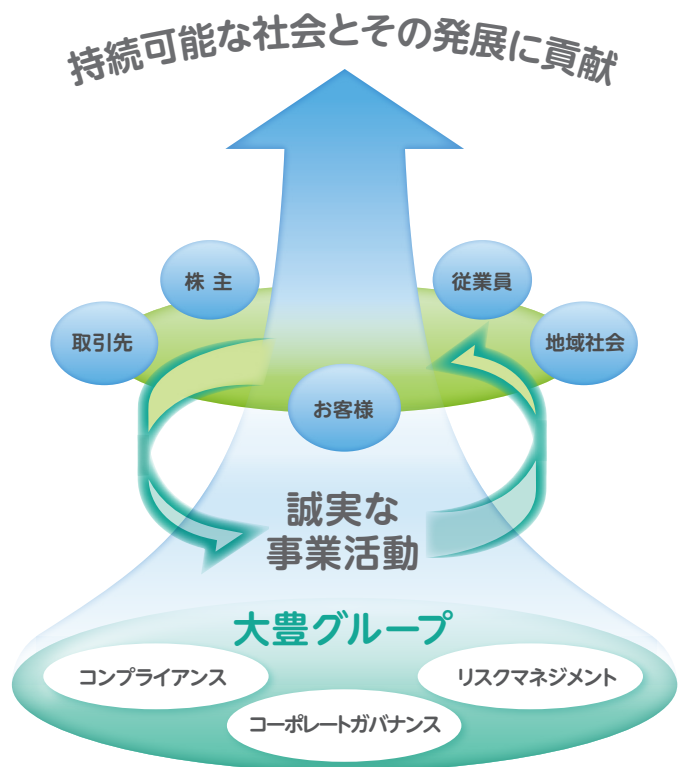 持続可能な社会とその発展に貢献
株 主
従業員
取引先
地域社会
お客様
誠実な
事業活動
大豊グループ
コンプライアンス
リスクマネジメント
コーポレートガバナンス